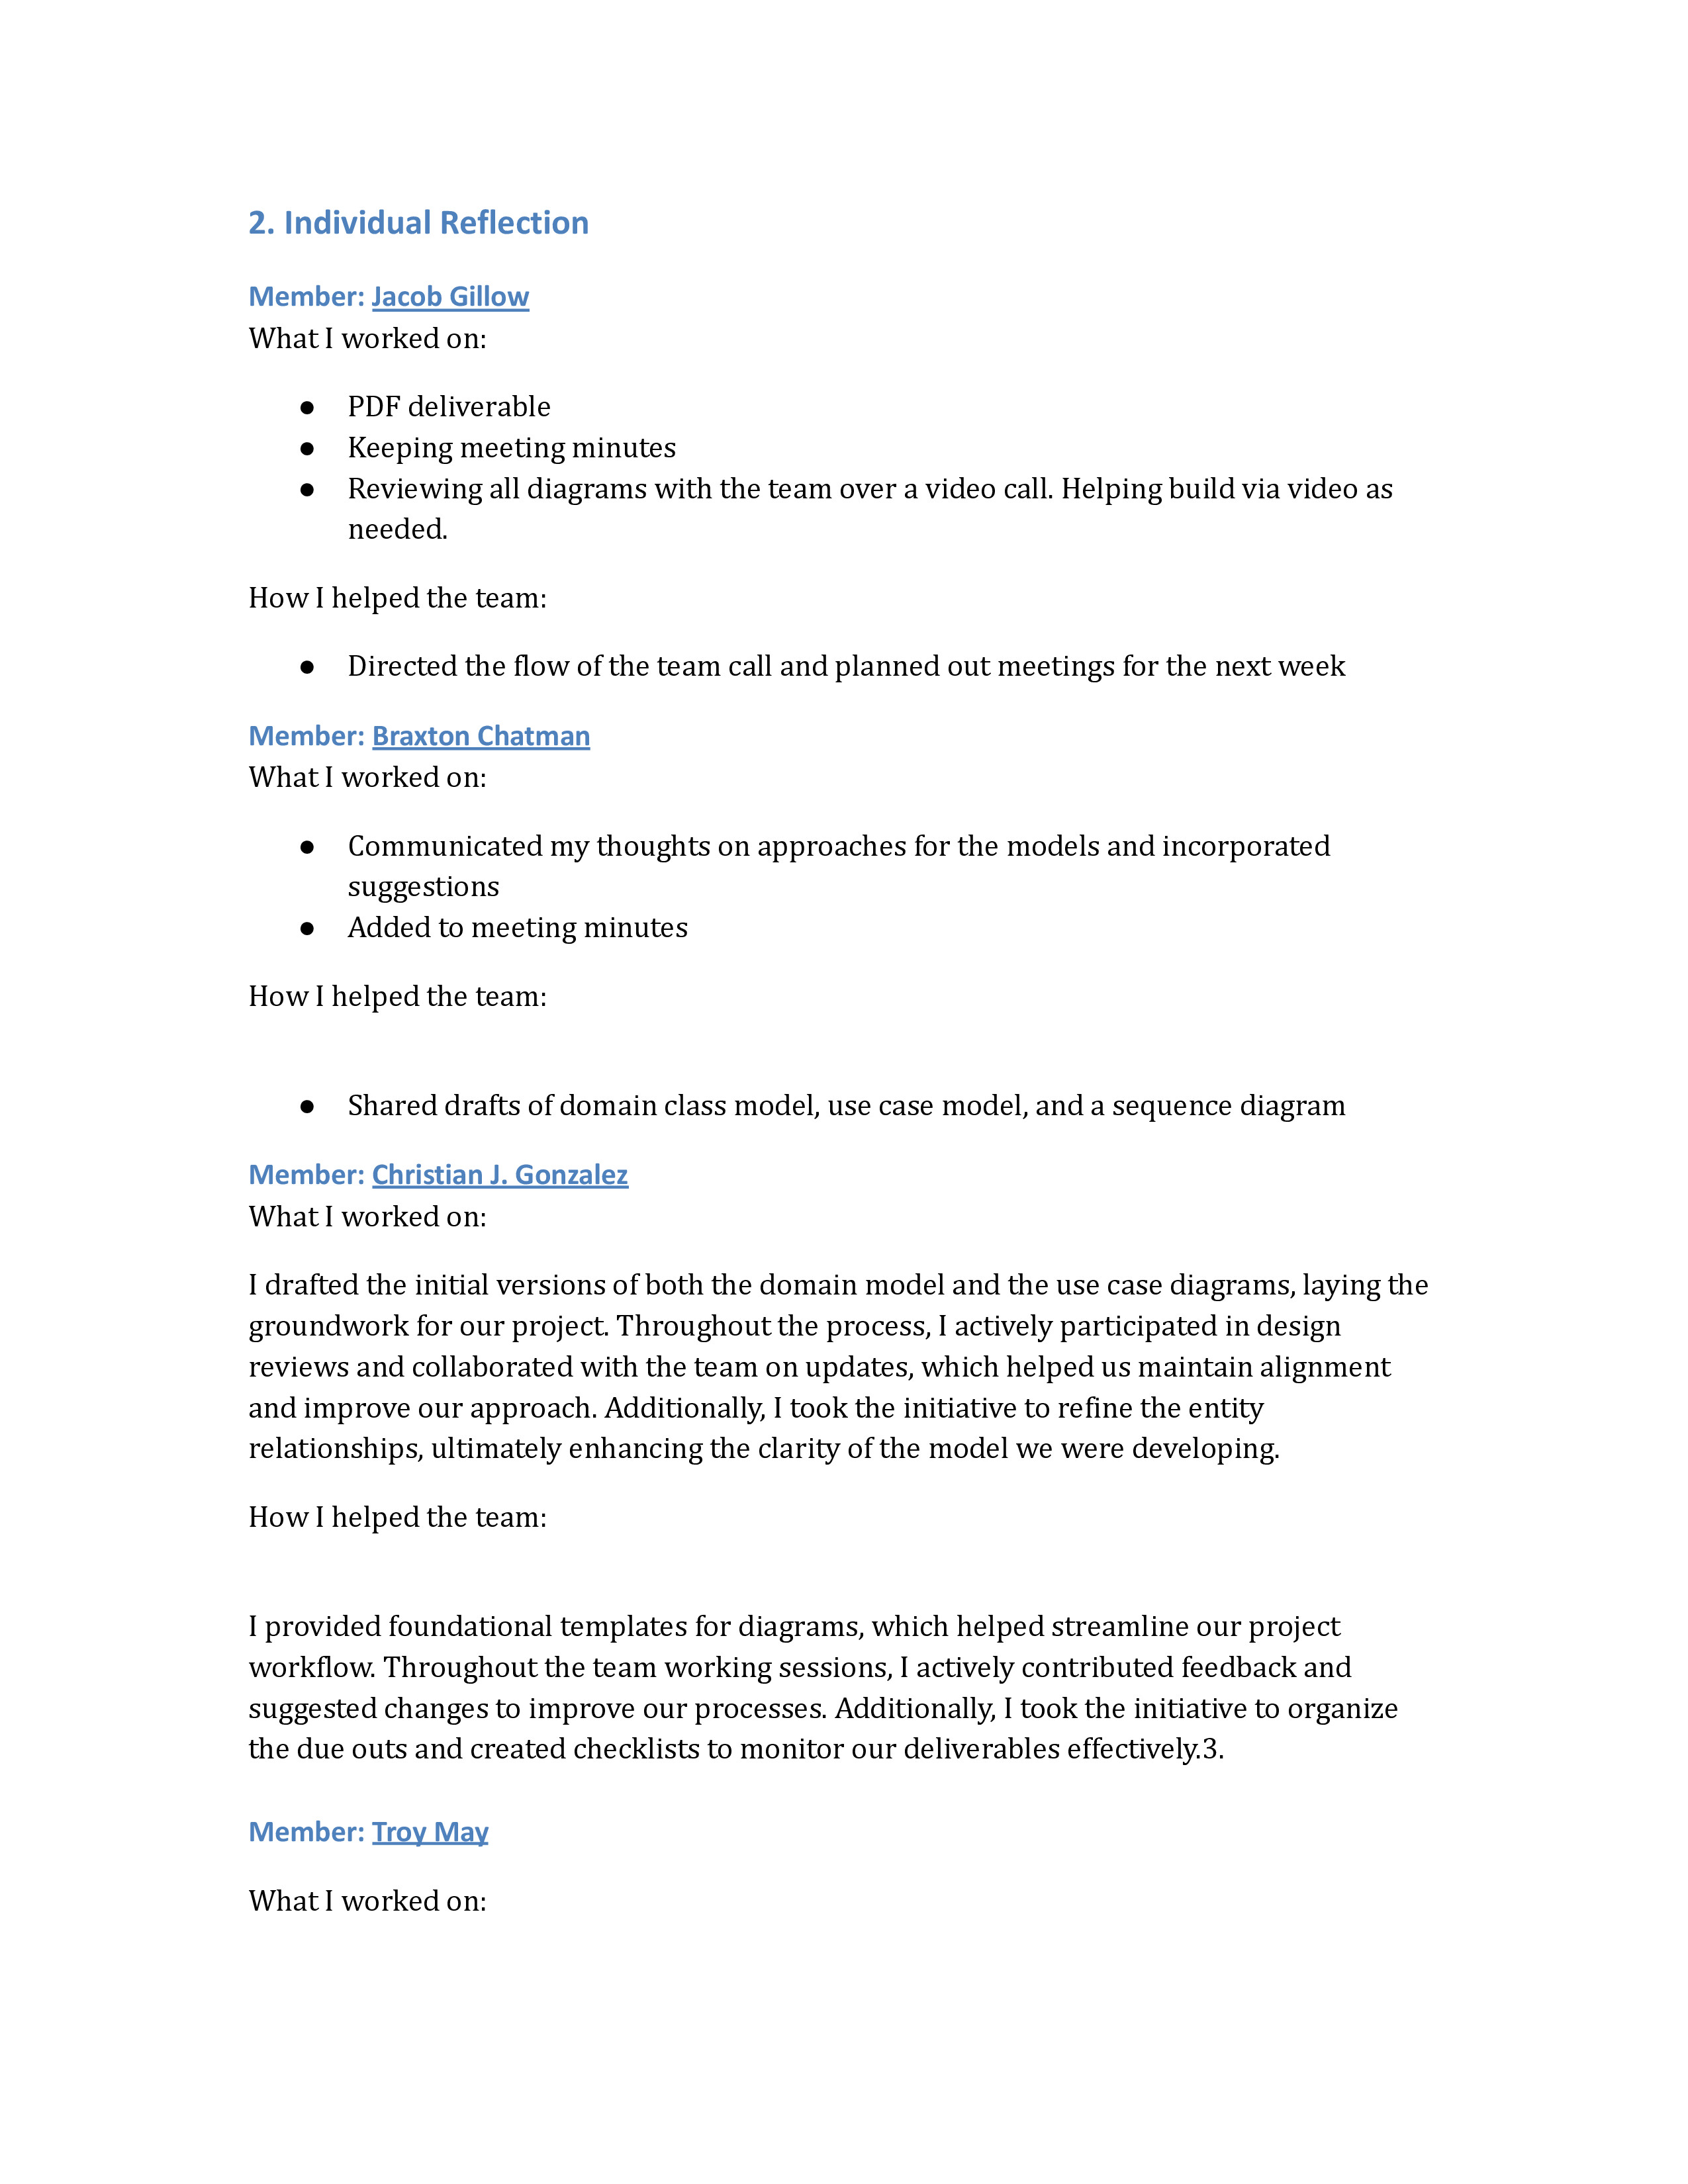 2. Individual Reflection
Member: Jacob Gillow
What I worked on:
● PDF deliverable
● Keeping meeting minutes
● Reviewing all diagrams with the team over a video call. Helping build via video as
needed.
How I helped the team:
● Directed the flow of the team call and planned out meetings for the next week
Member: Braxton Chatman
What I worked on:
● Communicated my thoughts on approaches for the models and incorporated
suggestions
● Added to meeting minutes
How I helped the team:
● Shared drafts of domain class model, use case model, and a sequence diagram
Member: Christian J. Gonzalez
What I worked on:
I drafted the initial versions of both the domain model and the use case diagrams, laying the
groundwork for our project. Throughout the process, I actively participated in design
reviews and collaborated with the team on updates, which helped us maintain alignment
and improve our approach. Additionally, I took the initiative to refine the entity
relationships, ultimately enhancing the clarity of the model we were developing.
How I helped the team:
I provided foundational templates for diagrams, which helped streamline our project
workflow. Throughout the team working sessions, I actively contributed feedback and
suggested changes to improve our processes. Additionally, I took the initiative to organize
the due outs and created checklists to monitor our deliverables effectively.3.
Member: Troy May
What I worked on: